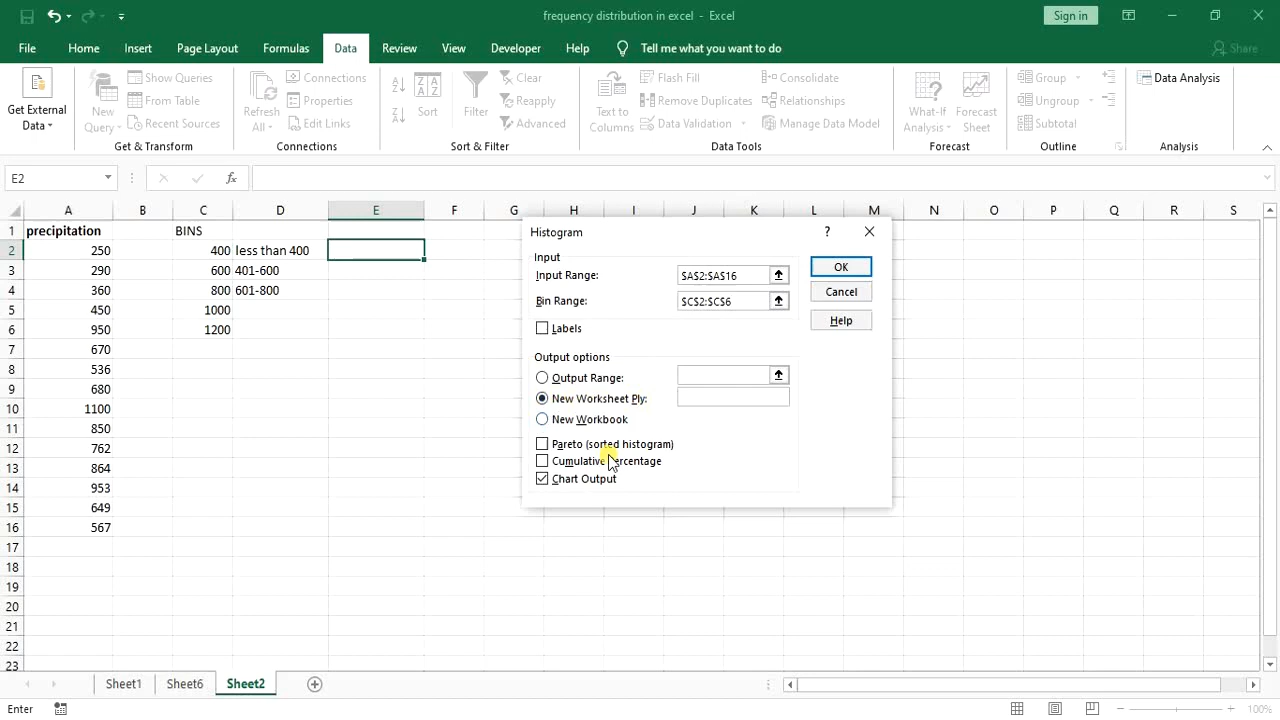 frequency distribution in excel - Excel
Sign in
File Home Insert Page Layout Formulas Data Review View Developer Help Tell me what you want to do Share
Get External Data
New Query
Show Queries
From Table
Recent Sources
Get & Transform
Refresh All
Connections
Properties
Edit Links
Connections
Sort
Filter
Clear
Reapply
Advanced
Sort & Filter
Text to Columns
Flash Fill
Remove Duplicates
Data Validation
Consolidate
Relationships
Manage Data Model
Data Tools
What-If Analysis
Forecast Sheet
Forecast
Group
Ungroup
Subtotal
Outline
Data Analysis
Analysis
E2 fx
A B C D E F G H I J K L M N O P Q R S
1 precipitation BINS
2 250 400 less than 400
3 290 600 401-600
4 360 800 601-800
5 450 1000
6 950 1200
7 670
8 536
9 680
10 1100
11 850
12 762
13 864
14 953
15 649
16 567
17
18
19
20
21
22
23
Histogram ?
Input
Input Range: $A$2:$A$16
Bin Range: $C$2:$C$6
Labels
OK
Cancel
Help
Output options
Output Range:
New Worksheet Ply:
New Workbook
Pareto (sorted histogram)
Chart Output
Sheet1 Sheet6 Sheet2
Enter
100%